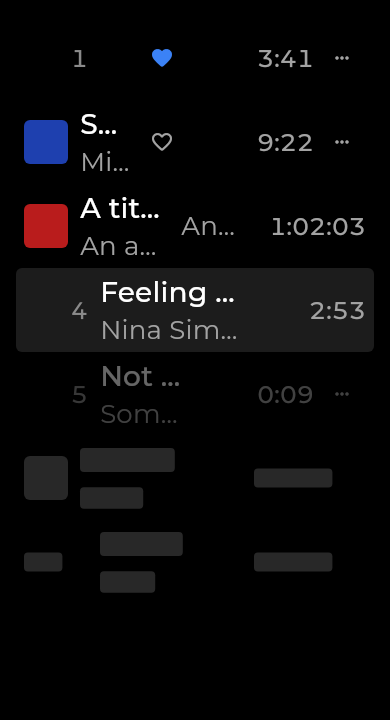 1 3:41 ...
S... 9:22 ...
Mi...
A tit... An... 1:02:03
An a...
4 Feeling ... 2:53
Nina Sim...
5 Not ... 0:09 ...
Som...